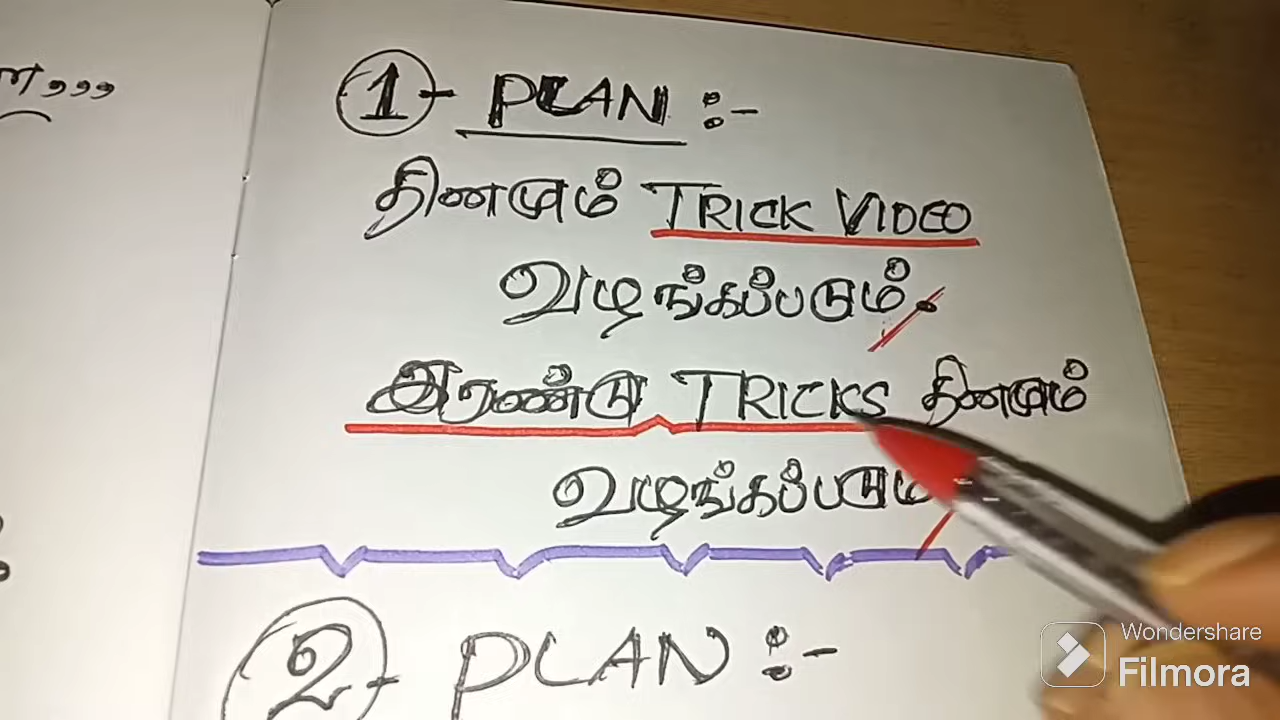 1- PLAN :-
தினமும் TRICK VIDEO
வழங்கப்படும்.
இரண்டு TRICKS தினமும்
வழங்கப்படும்
2- PLAN :-
Wondershare
Filmora